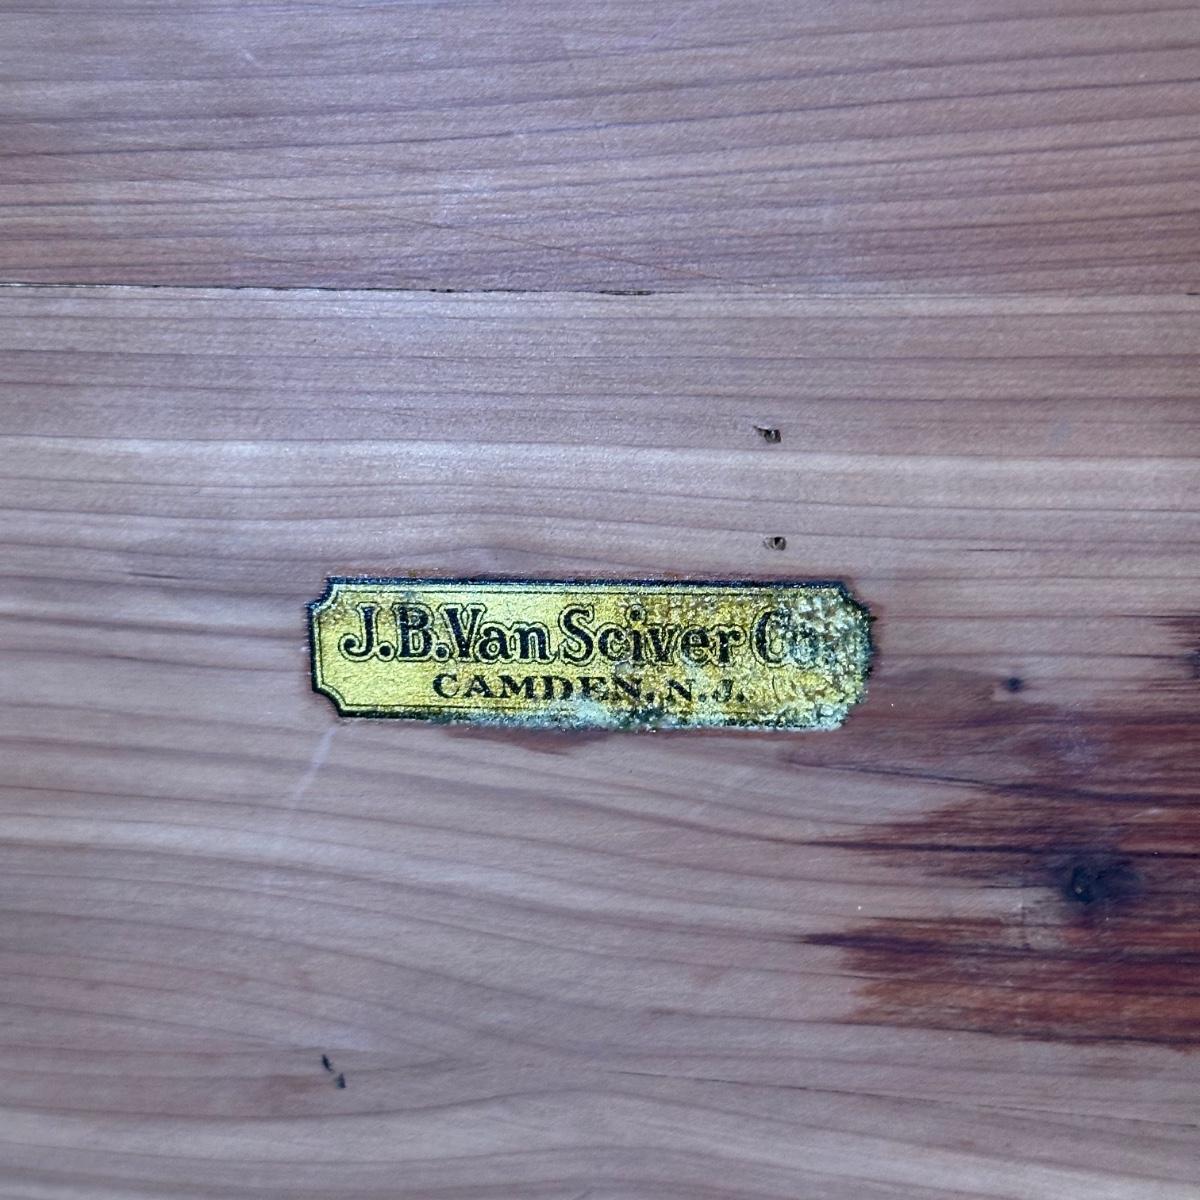 J.B. Van Sciver Co.
CAMDEN, N.J.